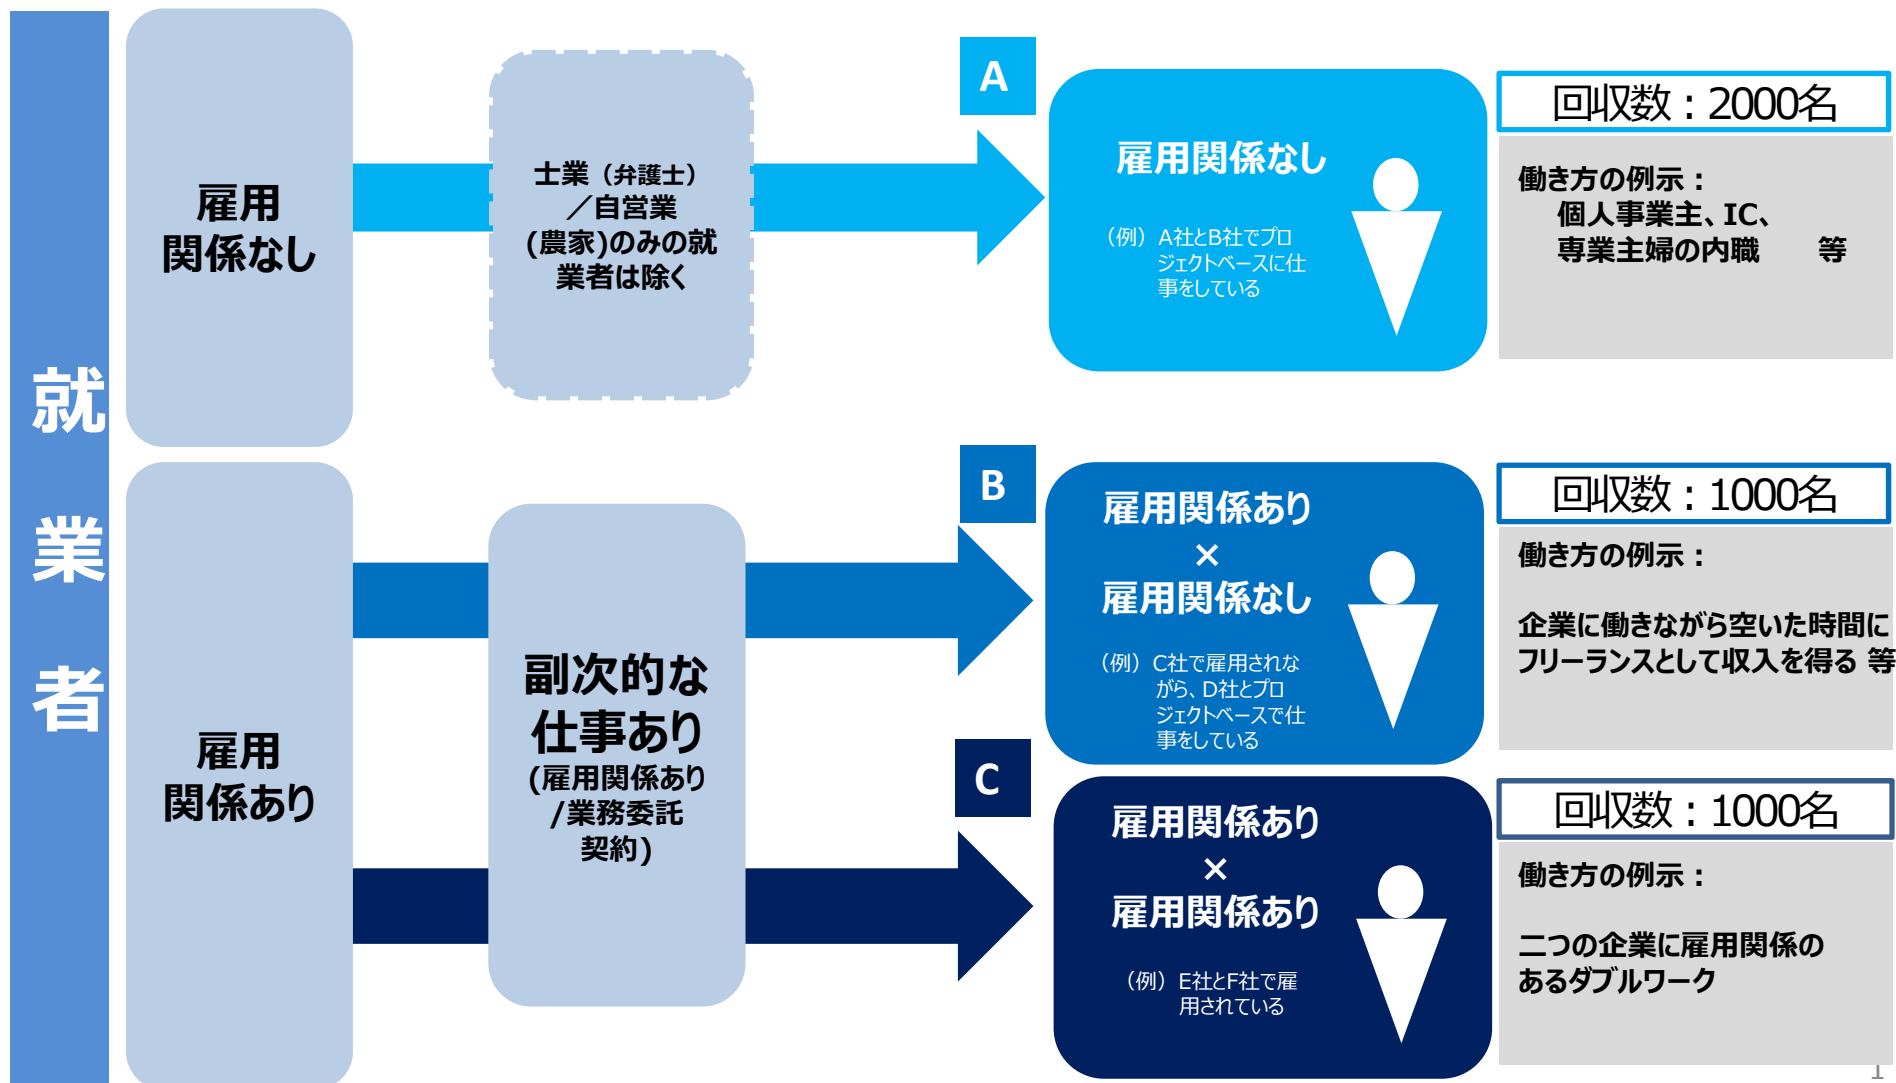 就
業
者
雇用
関係なし
士業（弁護士）
／自営業
(農家)のみの就
業者は除く
A
雇用関係なし
（例）A社とB社でプロ
ジェクトベースに仕
事をしている
回収数：2000名
働き方の例示：
個人事業主、IC、
専業主婦の内職　　等
雇用
関係あり
副次的な
仕事あり
(雇用関係あり
/業務委託
契約)
B
雇用関係あり
×
雇用関係なし
（例）C社で雇用されな
がら、D社とプロ
ジェクトベースで仕
事をしている
回収数：1000名
働き方の例示：
企業に働きながら空いた時間に
フリーランスとして収入を得る 等
C
雇用関係あり
×
雇用関係あり
（例）E社とF社で雇
用されている
回収数：1000名
働き方の例示：
二つの企業に雇用関係の
あるダブルワーク
1